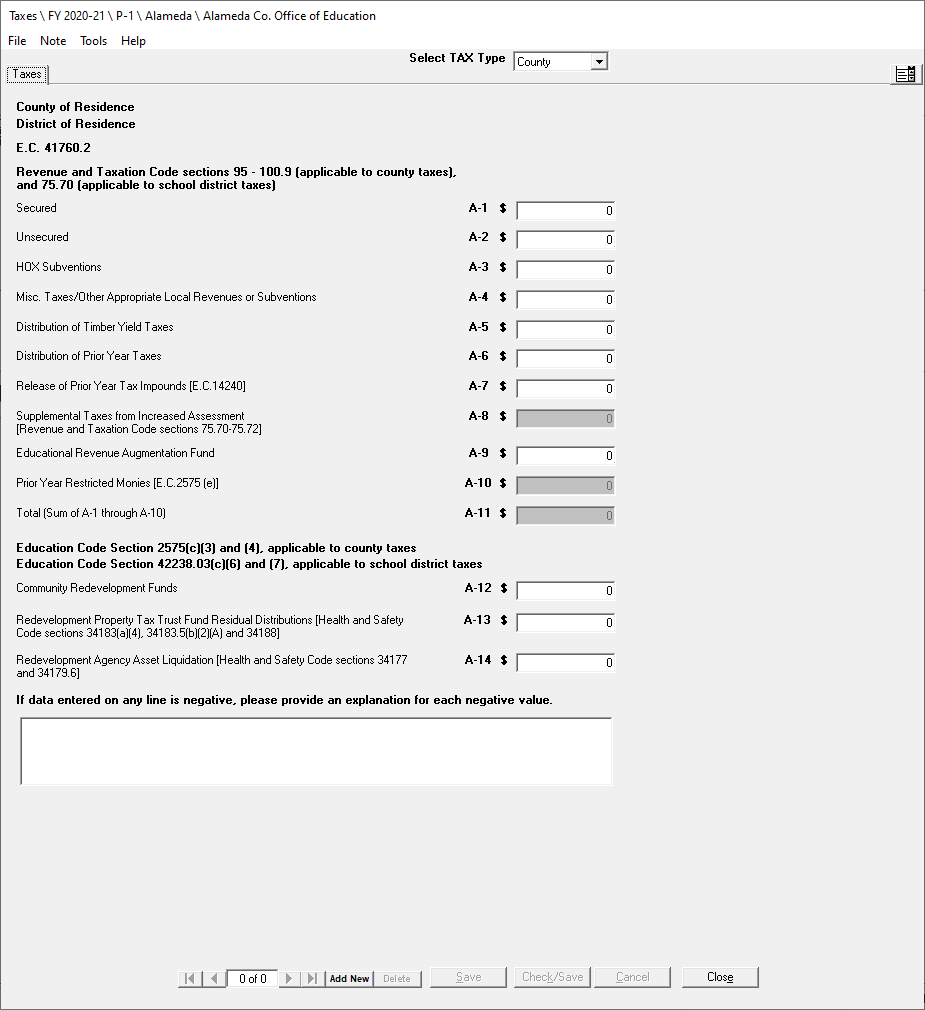 Taxes \ FY 2020-21 \ P-1 \ Alameda \ Alameda Co. Office of Education
File Note Tools Help
Select TAX Type County
Taxes
County of Residence
District of Residence
E.C. 41760.2
Revenue and Taxation Code sections 95 - 100.9 (applicable to county taxes),
and 75.70 (applicable to school district taxes)
Secured A-1 $ 0
Unsecured A-2 $ 0
HOX Subventions A-3 $ 0
Misc. Taxes/Other Appropriate Local Revenues or Subventions A-4 $ 0
Distribution of Timber Yield Taxes A-5 $ 0
Distribution of Prior Year Taxes A-6 $ 0
Release of Prior Year Tax Impounds [E.C.14240] A-7 $ 0
Supplemental Taxes from Increased Assessment A-8 $ 0
[Revenue and Taxation Code sections 75.70-75.72]
Educational Revenue Augmentation Fund A-9 $ 0
Prior Year Restricted Monies [E.C.2575 (e)] A-10 $ 0
Total (Sum of A-1 through A-10) A-11 $ 0
Education Code Section 2575(c)(3) and (4), applicable to county taxes
Education Code Section 42238.03(c)(6) and (7), applicable to school district taxes
Community Redevelopment Funds A-12 $ 0
Redevelopment Property Tax Trust Fund Residual Distributions [Health and Safety A-13 $ 0
Code sections 34183(a)(4), 34183.5(b)(2)(A) and 34188]
Redevelopment Agency Asset Liquidation [Health and Safety Code sections 34177 A-14 $ 0
and 34179.6]
If data entered on any line is negative, please provide an explanation for each negative value.
0 of 0 Add New Delete Save Check/Save Cancel Close